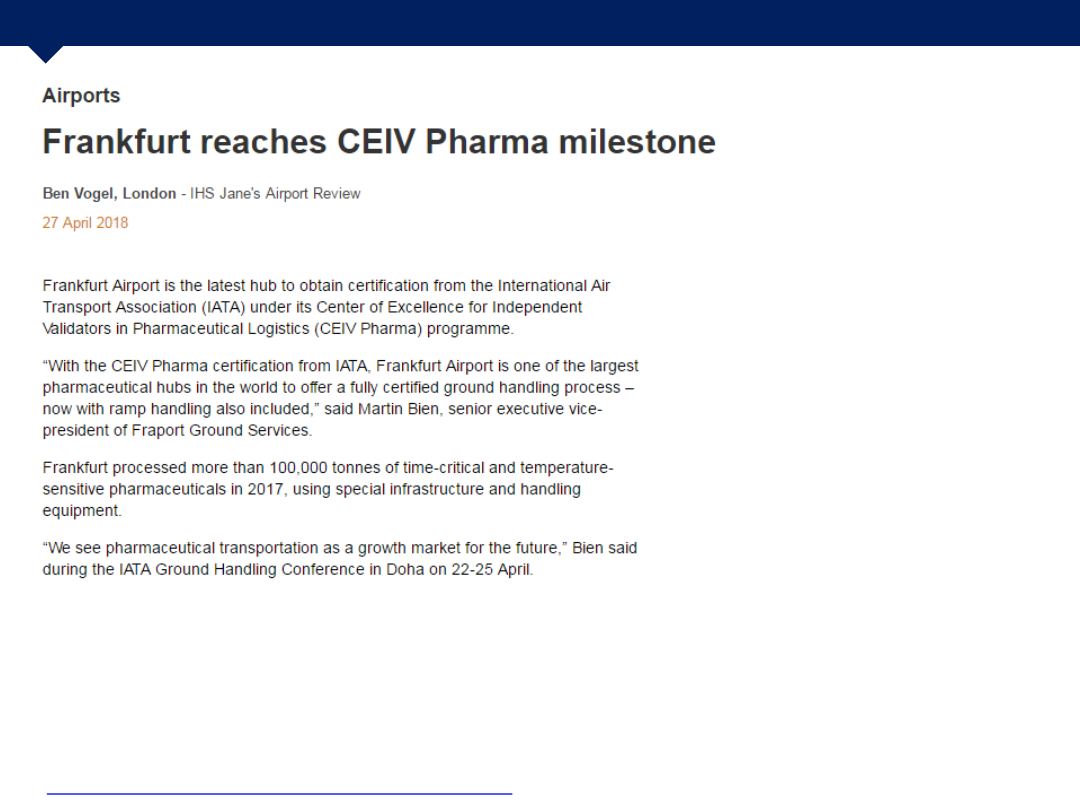 Airports
Frankfurt reaches CEIV Pharma milestone
Ben Vogel, London - IHS Jane's Airport Review
27 April 2018
Frankfurt Airport is the latest hub to obtain certification from the International Air
Transport Association (IATA) under its Center of Excellence for Independent
Validators in Pharmaceutical Logistics (CEIV Pharma) programme.
“With the CEIV Pharma certification from IATA, Frankfurt Airport is one of the largest
pharmaceutical hubs in the world to offer a fully certified ground handling process –
now with ramp handling also included,” said Martin Bien, senior executive vice-
president of Fraport Ground Services.
Frankfurt processed more than 100,000 tonnes of time-critical and temperature-
sensitive pharmaceuticals in 2017, using special infrastructure and handling
equipment.
“We see pharmaceutical transportation as a growth market for the future,” Bien said
during the IATA Ground Handling Conference in Doha on 22-25 April.